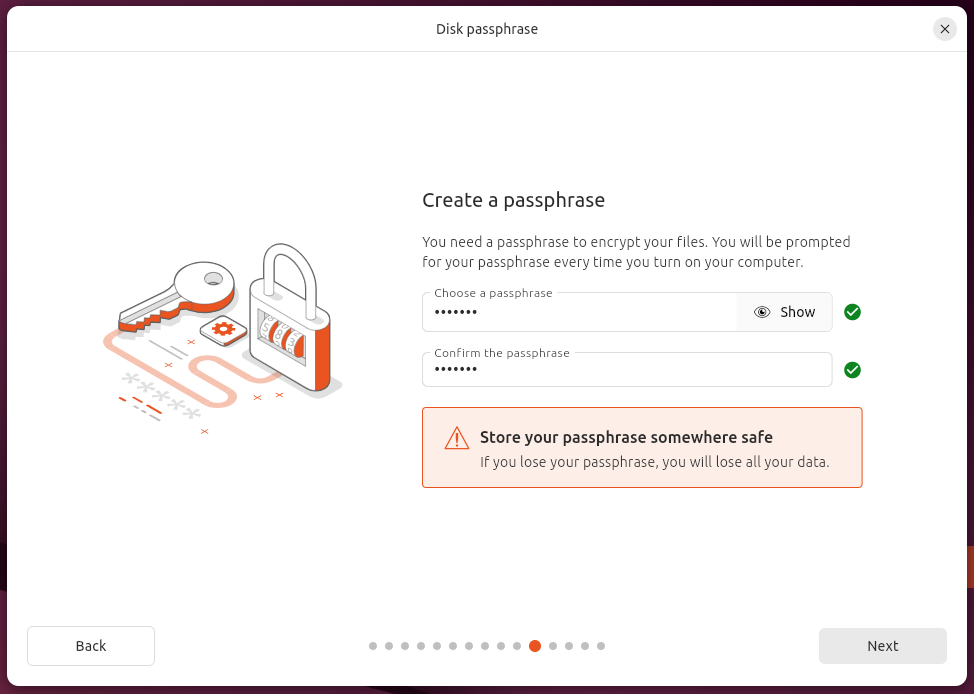 Disk passphrase
Create a passphrase
You need a passphrase to encrypt your files. You will be prompted
for your passphrase every time you turn on your computer.
Choose a passphrase
•••••••
Show
Confirm the passphrase
•••••••
Store your passphrase somewhere safe
If you lose your passphrase, you will lose all your data.
Back
Next